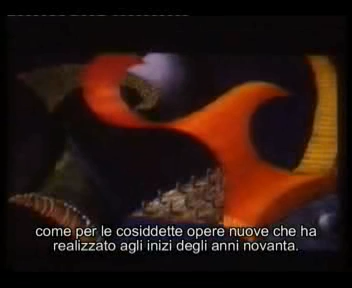 come per le cosiddette opere nuove che ha
realizzato agli inizi degli anni novanta.